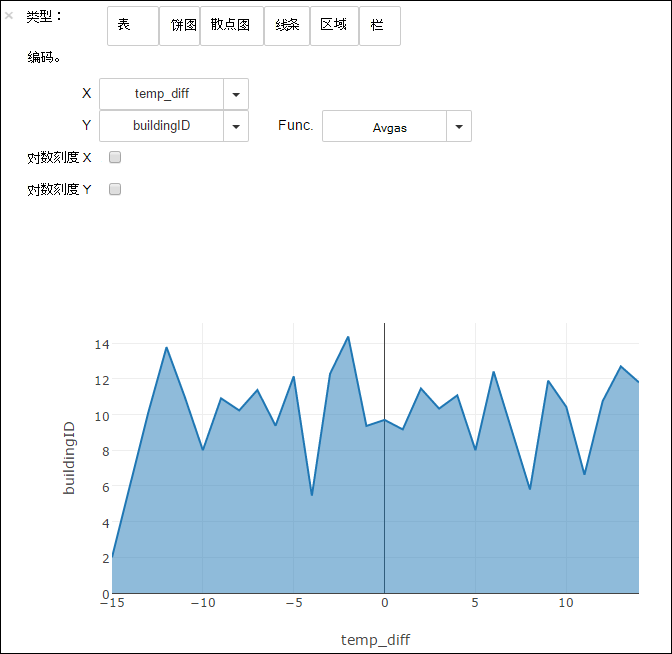 × 类型： 表 饼图 散点图 线条 区域 栏
编码。
X temp_diff
Y buildingID Func. Avgas
对数刻度 X
对数刻度 Y
14
12
10
8
6
4
2
0
buildingID
−15 −10 −5 0 5 10
temp_diff